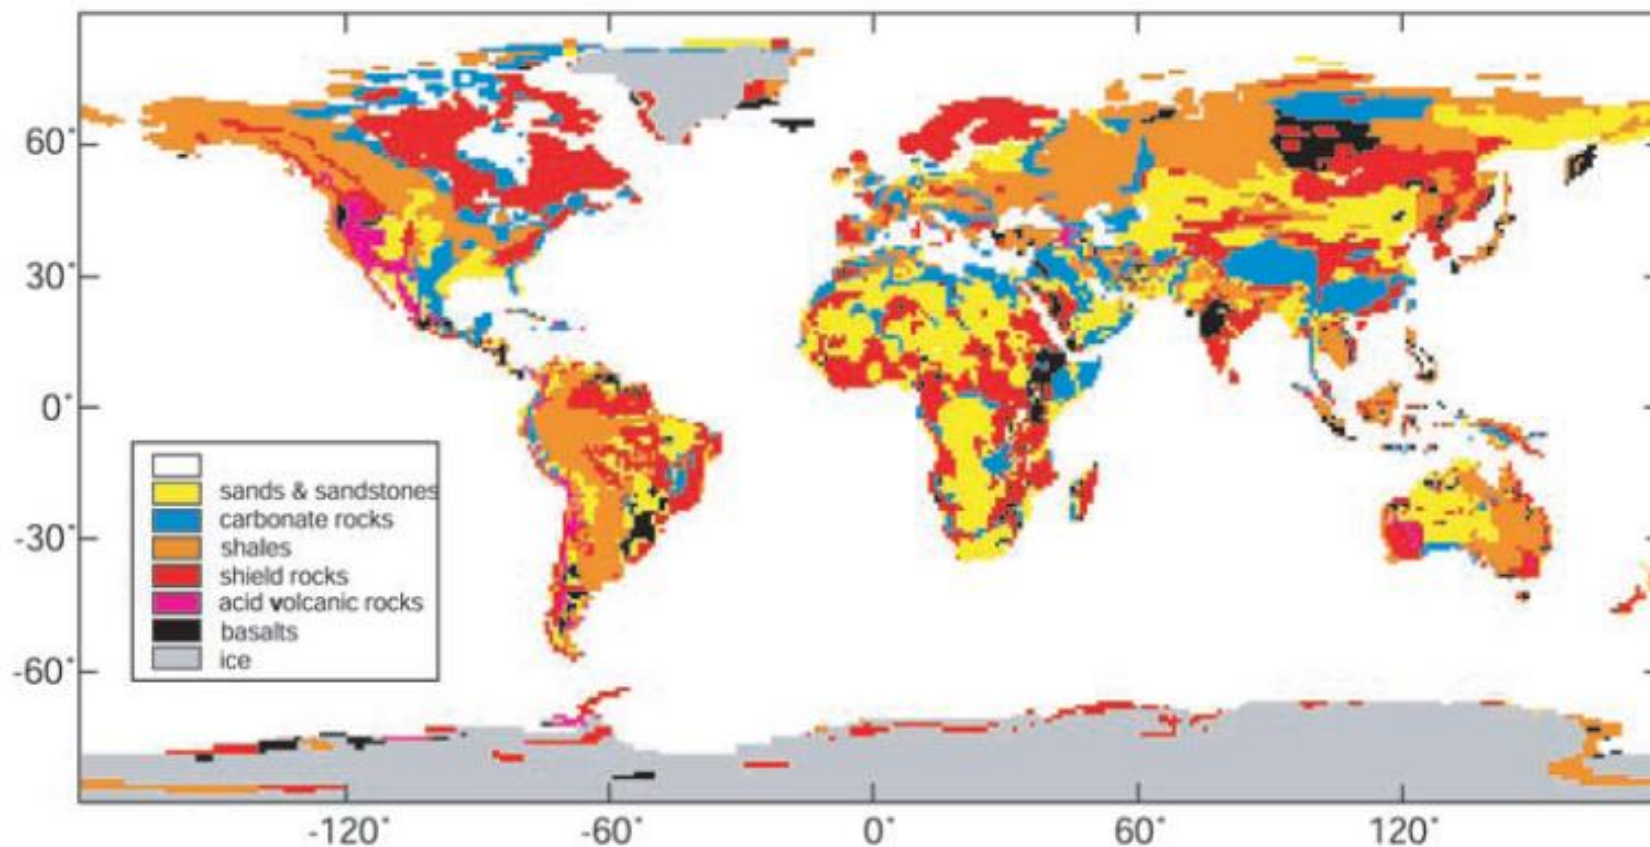 60°
30°
0°
-30°
-60°
sands & sandstones
carbonate rocks
shales
shield rocks
acid volcanic rocks
basalts
ice
-120°
-60°
0°
60°
120°